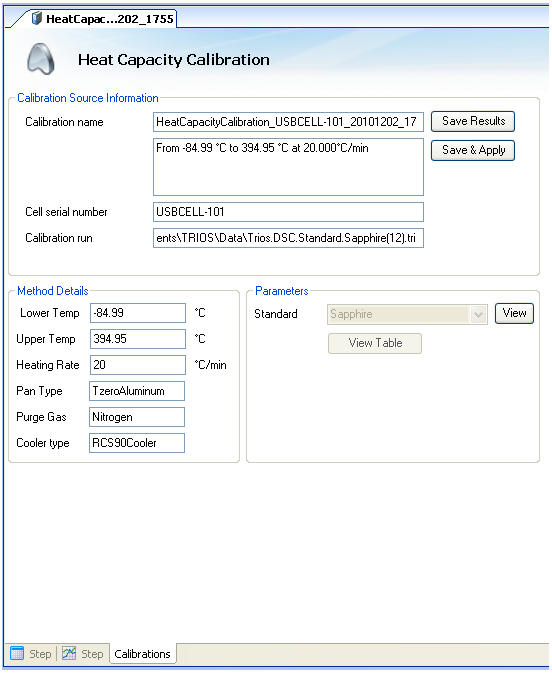 HeatCapac...202_1755
Heat Capacity Calibration
Calibration Source Information
Calibration name HeatCapacityCalibration_USBCELL-101_20101202_17 Save Results
From -84.99 °C to 394.95 °C at 20.000°C/min Save & Apply
Cell serial number USBCELL-101
Calibration run ents\TRIOS\Data\Trios.DSC.Standard.Sapphire(12).tri
Method Details Parameters
Lower Temp -84.99 °C Standard Sapphire View
Upper Temp 394.95 °C View Table
Heating Rate 20 °C/min
Pan Type TzeroAluminum
Purge Gas Nitrogen
Cooler type RCS90Cooler
Step Step Calibrations